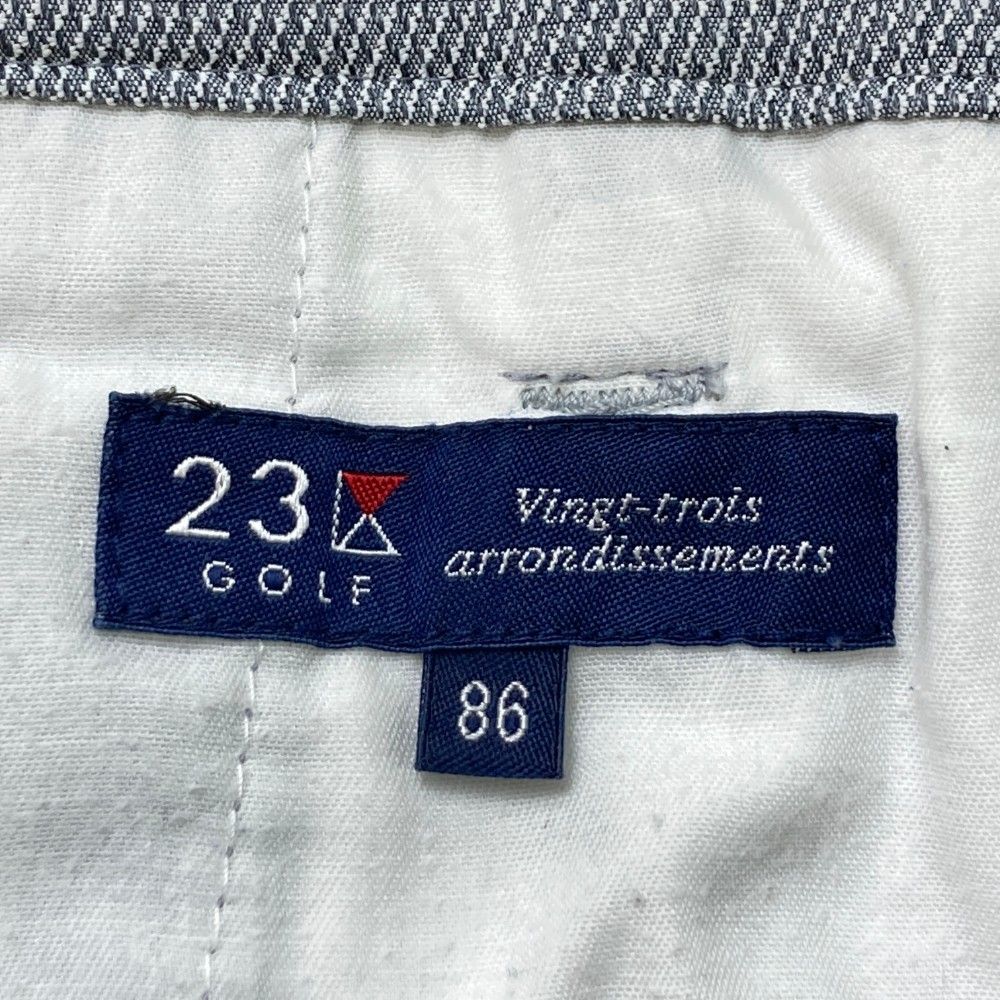 23
GOLF
Vingt-trois
arrondissements
86